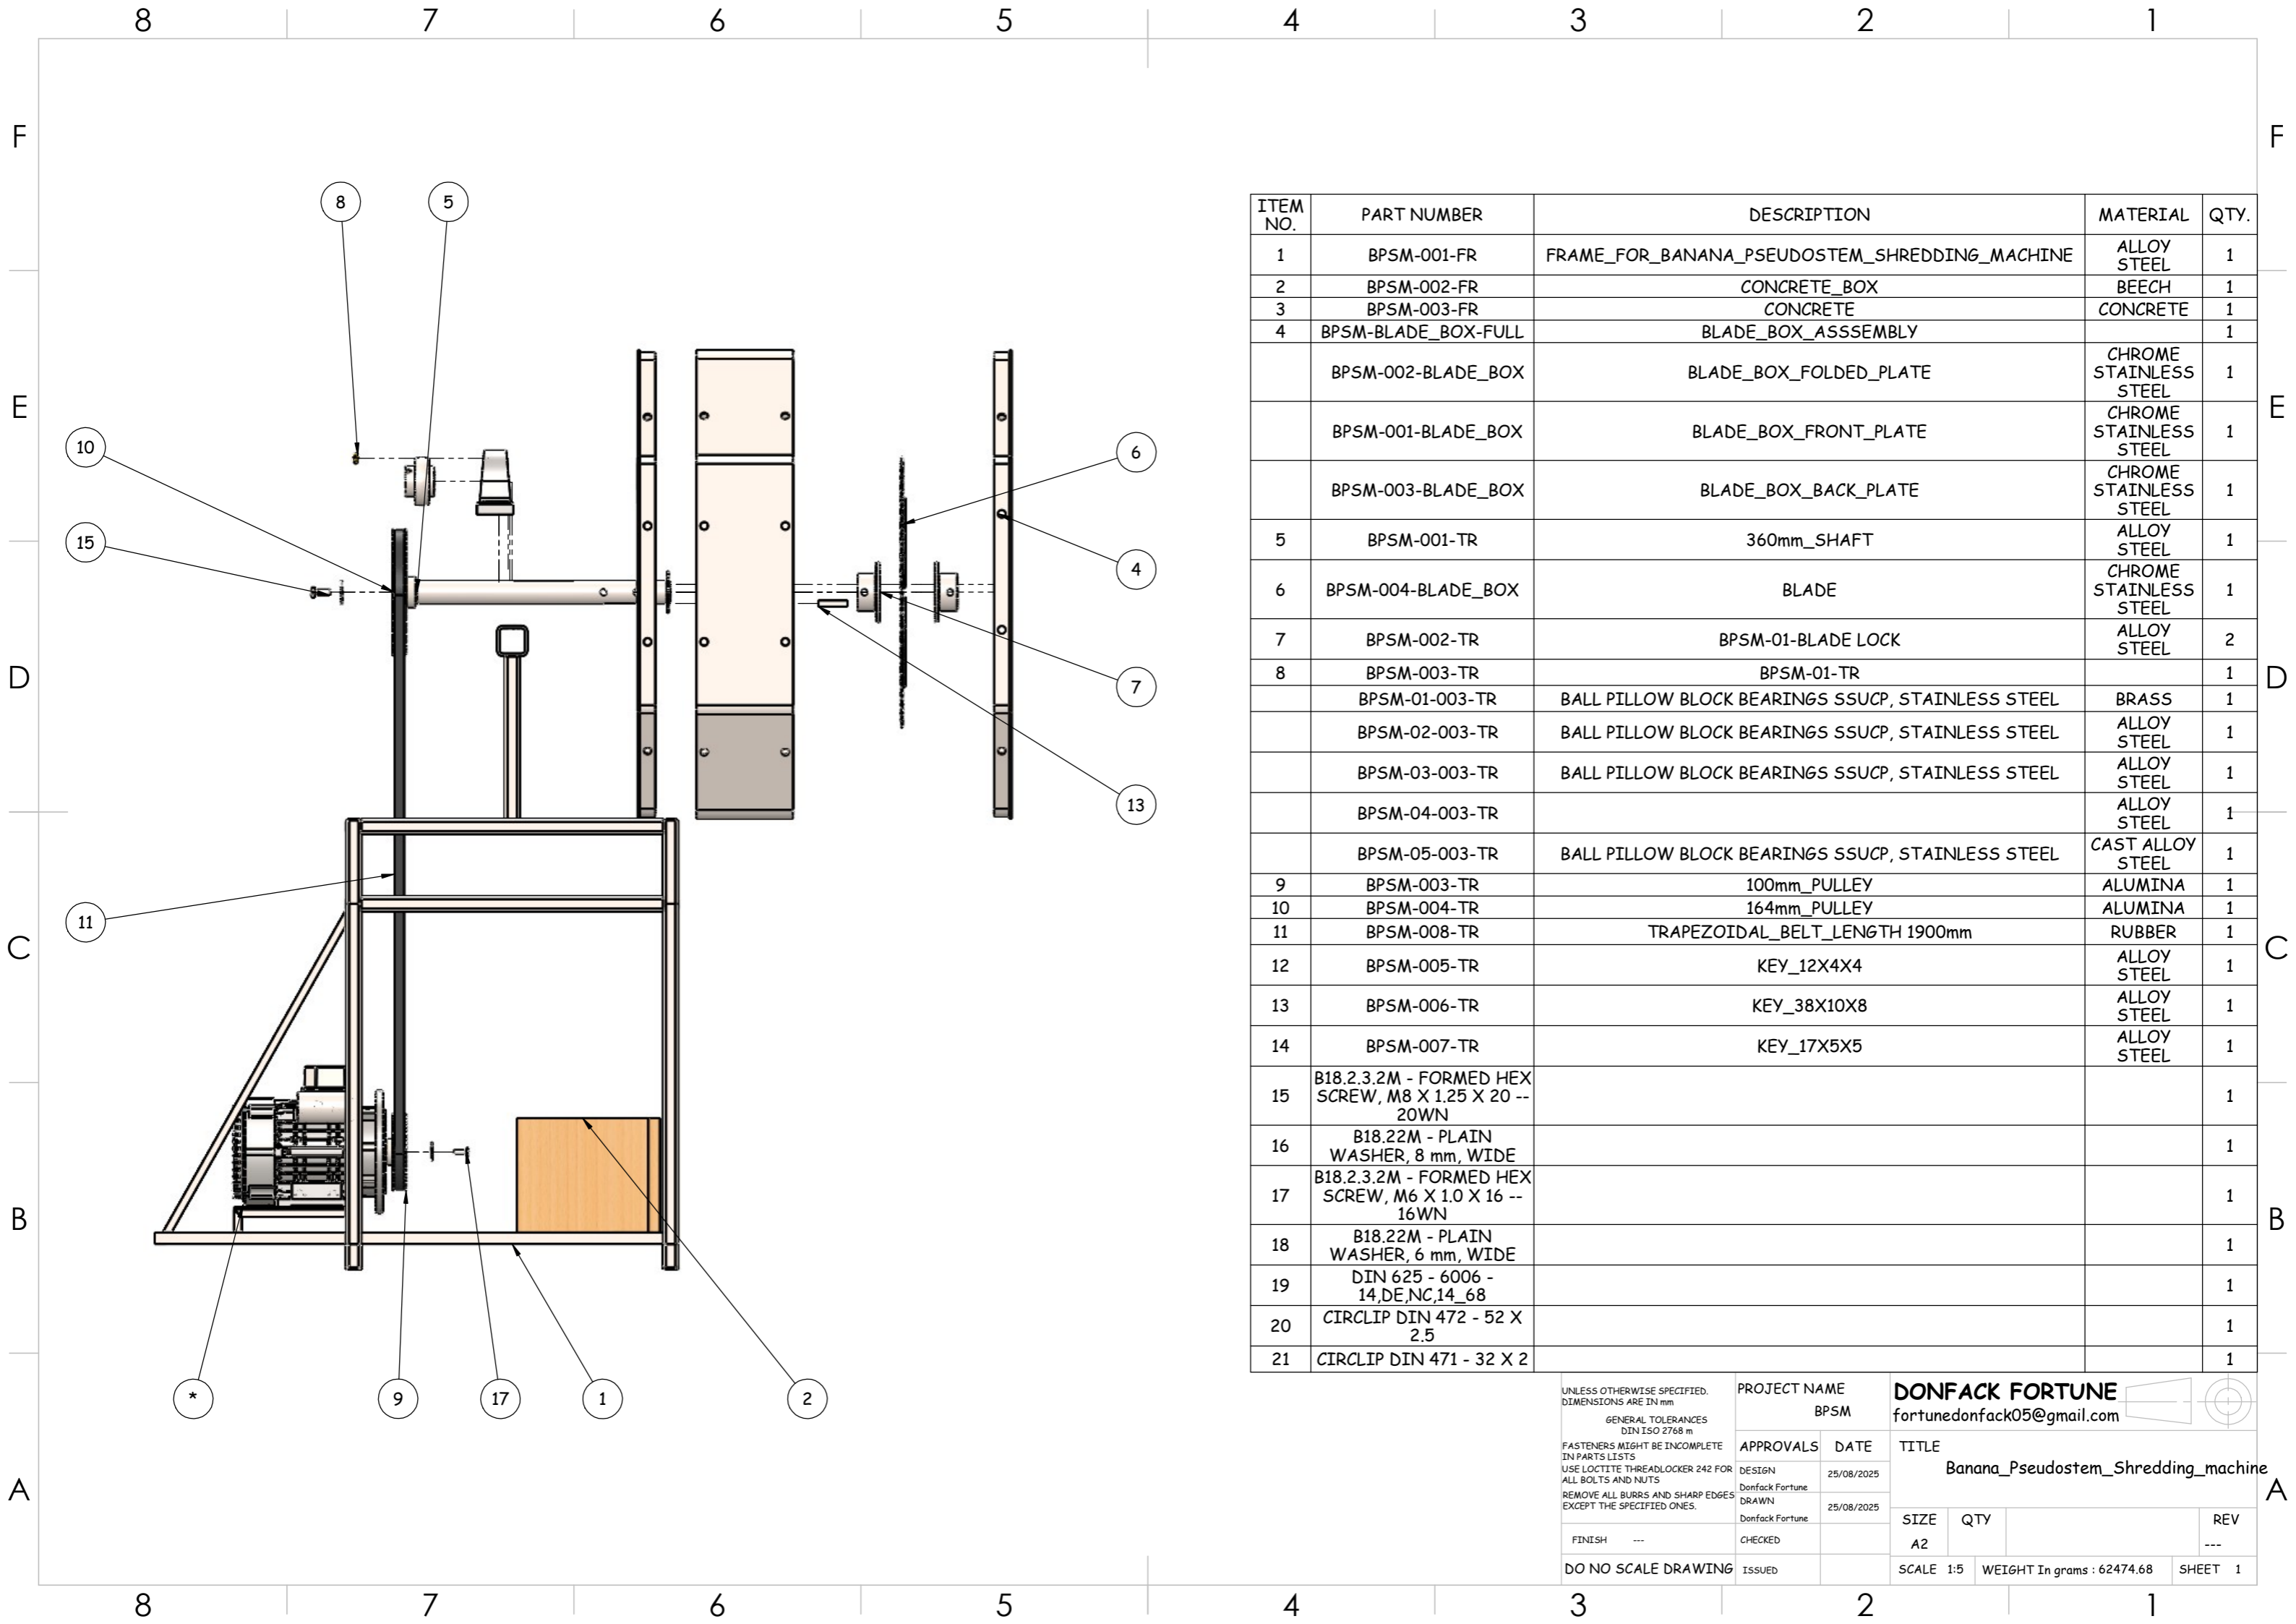 8 7 6 5 4 3 2 1
F F
E E
D D
C C
B B
A A
8
5
10
15
6
4
7
13
11
*
9
17
1
2
ITEM NO. PART NUMBER DESCRIPTION MATERIAL QTY.
1 BPSM-001-FR FRAME_FOR_BANANA_PSEUDOSTEM_SHREDDING_MACHINE ALLOY STEEL 1
2 BPSM-002-FR CONCRETE_BOX BEECH 1
3 BPSM-003-FR CONCRETE CONCRETE 1
4 BPSM-BLADE_BOX-FULL BLADE_BOX_ASSSEMBLY 1
BPSM-002-BLADE_BOX BLADE_BOX_FOLDED_PLATE CHROME STAINLESS STEEL 1
BPSM-001-BLADE_BOX BLADE_BOX_FRONT_PLATE CHROME STAINLESS STEEL 1
BPSM-003-BLADE_BOX BLADE_BOX_BACK_PLATE CHROME STAINLESS STEEL 1
5 BPSM-001-TR 360mm_SHAFT ALLOY STEEL 1
6 BPSM-004-BLADE_BOX BLADE CHROME STAINLESS STEEL 1
7 BPSM-002-TR BPSM-01-BLADE LOCK ALLOY STEEL 2
8 BPSM-003-TR BPSM-01-TR 1
BPSM-01-003-TR BALL PILLOW BLOCK BEARINGS SSUCP, STAINLESS STEEL BRASS 1
BPSM-02-003-TR BALL PILLOW BLOCK BEARINGS SSUCP, STAINLESS STEEL ALLOY STEEL 1
BPSM-03-003-TR BALL PILLOW BLOCK BEARINGS SSUCP, STAINLESS STEEL ALLOY STEEL 1
BPSM-04-003-TR ALLOY STEEL 1
BPSM-05-003-TR BALL PILLOW BLOCK BEARINGS SSUCP, STAINLESS STEEL CAST ALLOY STEEL 1
9 BPSM-003-TR 100mm_PULLEY ALUMINA 1
10 BPSM-004-TR 164mm_PULLEY ALUMINA 1
11 BPSM-008-TR TRAPEZOIDAL_BELT_LENGTH 1900mm RUBBER 1
12 BPSM-005-TR KEY_12X4X4 ALLOY STEEL 1
13 BPSM-006-TR KEY_38X10X8 ALLOY STEEL 1
14 BPSM-007-TR KEY_17X5X5 ALLOY STEEL 1
15 B18.2.3.2M - FORMED HEX SCREW, M8 X 1.25 X 20 -- 20WN 1
16 B18.22M - PLAIN WASHER, 8 mm, WIDE 1
17 B18.2.3.2M - FORMED HEX SCREW, M6 X 1.0 X 16 -- 16WN 1
18 B18.22M - PLAIN WASHER, 6 mm, WIDE 1
19 DIN 625 - 6006 - 14,DE,NC,14_68 1
20 CIRCLIP DIN 472 - 52 X 2.5 1
21 CIRCLIP DIN 471 - 32 X 2 1
UNLESS OTHERWISE SPECIFIED.
DIMENSIONS ARE IN mm
GENERAL TOLERANCES
DIN ISO 2768 m
FASTENERS MIGHT BE INCOMPLETE
IN PARTS LISTS
USE LOCTITE THREADLOCKER 242 FOR
ALL BOLTS AND NUTS
REMOVE ALL BURRS AND SHARP EDGES
EXCEPT THE SPECIFIED ONES.
FINISH ---
DO NO SCALE DRAWING
PROJECT NAME
BPSM
APPROVALS DATE
DESIGN
Donfack Fortune 25/08/2025
DRAWN
Donfack Fortune 25/08/2025
CHECKED
ISSUED
DONFACK FORTUNE
fortunedonfack05@gmail.com
TITLE
Banana_Pseudostem_Shredding_machine
SIZE QTY REV
A2 ---
SCALE 1:5 WEIGHT In grams : 62474.68 SHEET 1
8 7 6 5 4 3 2 1